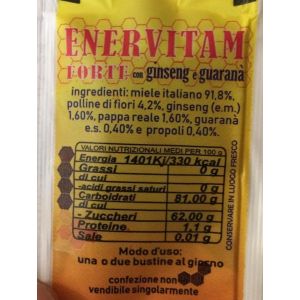 ENERVITAM
FORTE con ginseng e guaranà
ingredienti: miele italiano 91,8%,
polline di fiori 4,2%, ginseng (e.m.)
1,60%, pappa reale 1,60%, guaranà
e.s. 0,40% e propoli 0,40%.
VALORI NUTRIZIONALI MEDI PER 100 g
Energia 1401Kj/330 kcal
Grassi 0 g
di cui
-acidi grassi saturi 0 g
Carboidrati 81,00 g
di cui
- Zuccheri 62,00 g
Proteine 1,1 g
Sale 0,01 g
CONSERVARE IN LUOGO FRESCO
Modo d'uso:
una o due bustine al giorno
confezione non
vendibile singolarmente